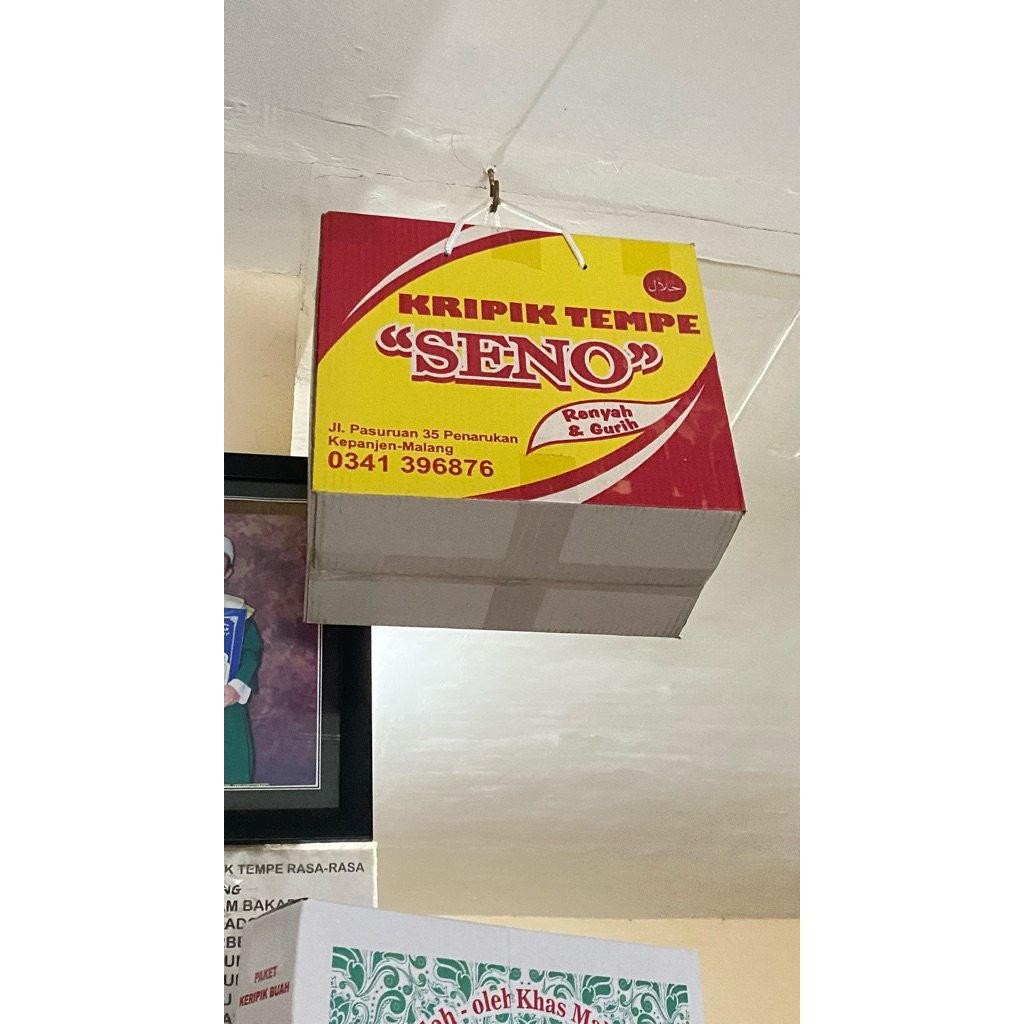 حلال
KRIPIK TEMPE
“SENO”
Renyah
& Gurih
Jl. Pasuruan 35 Penarukan
Kepanjen-Malang
0341 396876
TEMPE RASA-RASA
PAKET
KERIPIK BUAH
- oleh Khas